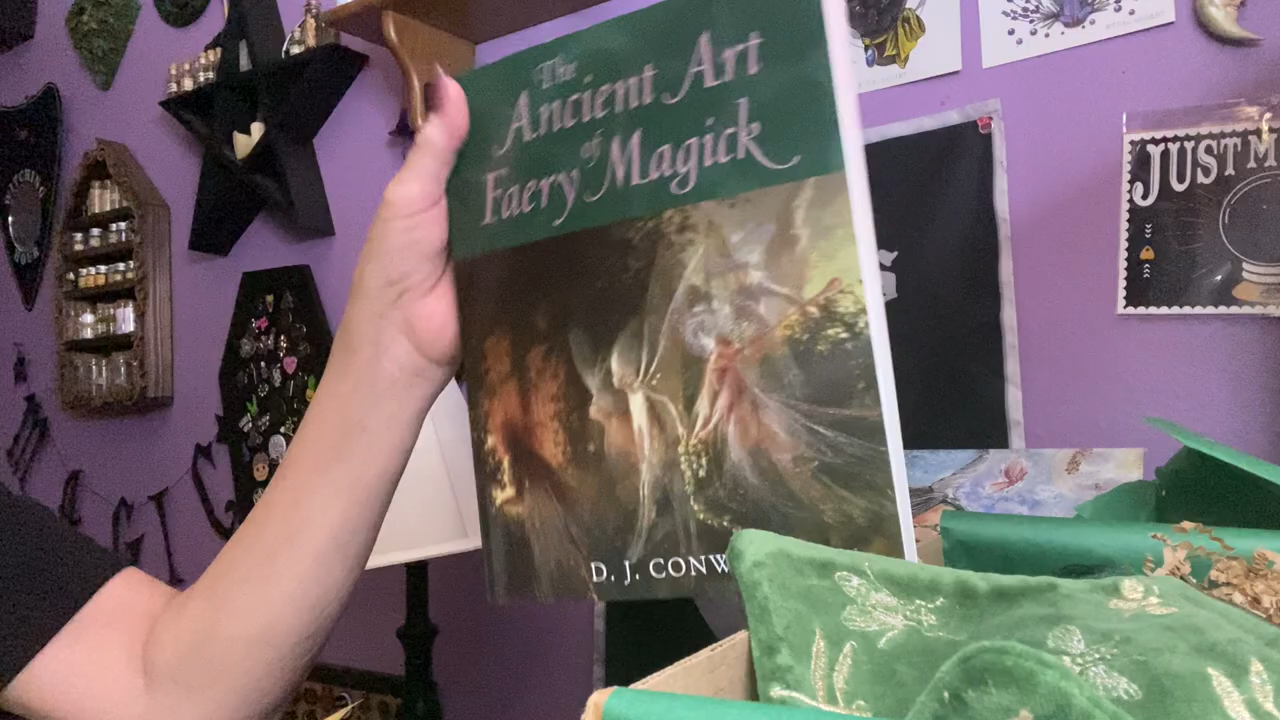 The
Ancient Art
of
Faery Magick
D. J. CONW
JUST M